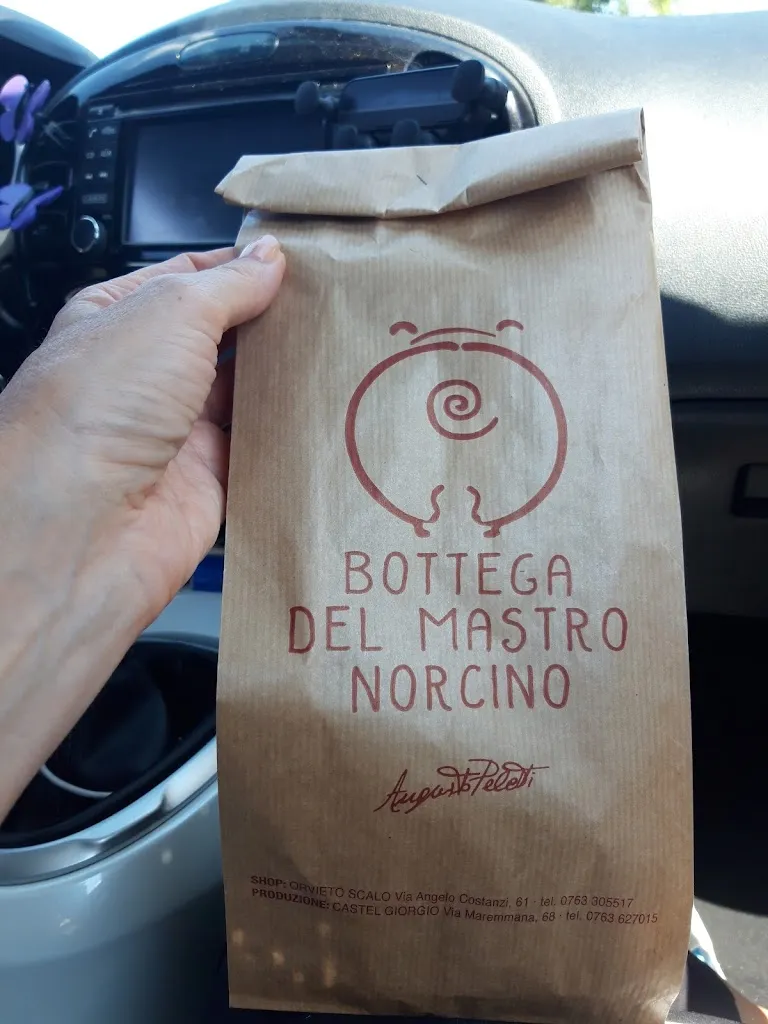 BOTTEGA
DEL MASTRO
NORCINO
Augusto Pelotti
SHOP: ORVIETO SCALO Via Angelo Costanzi, 61 · tel. 0763 305517
PRODUZIONE: CASTEL GIORGIO Via Maremmana, 68 · tel. 0763 627015